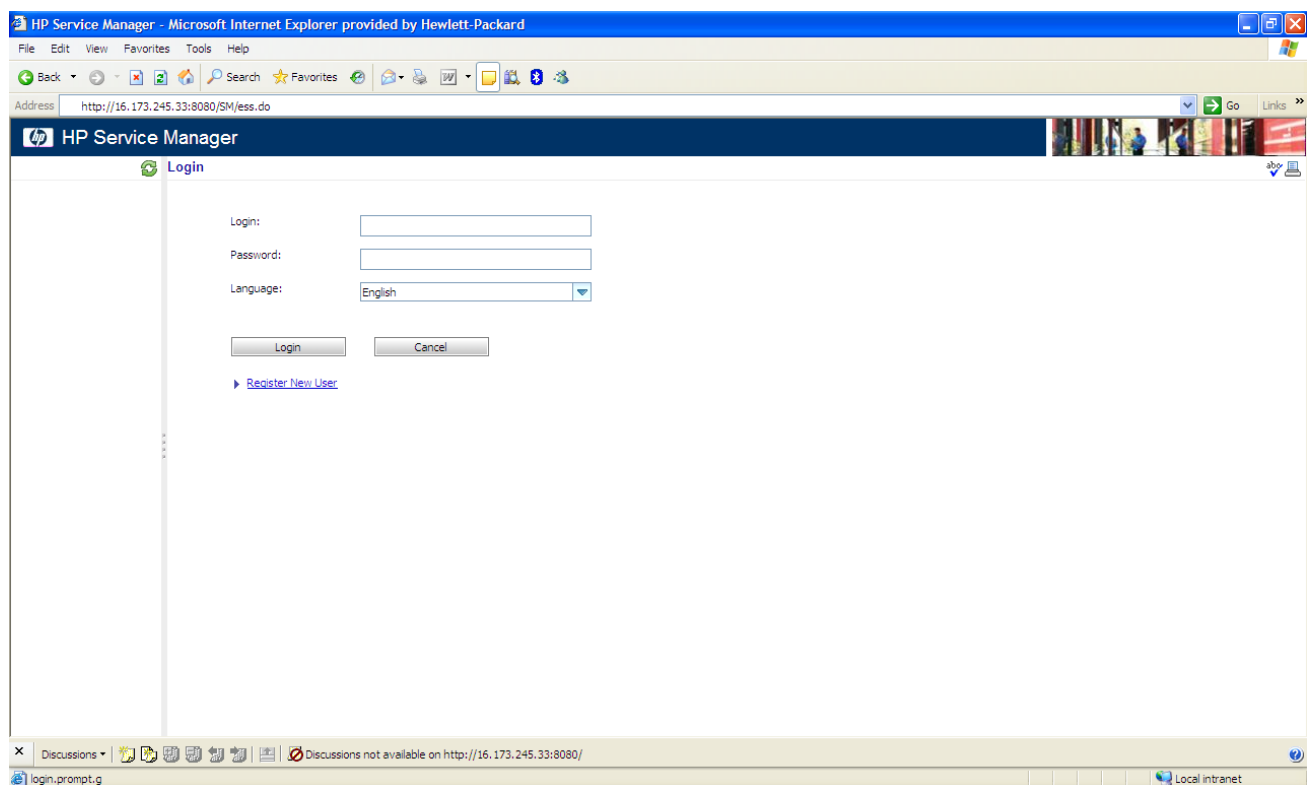 HP Service Manager - Microsoft Internet Explorer provided by Hewlett-Packard
File Edit View Favorites Tools Help
Back Search Favorites
Address http://16.173.245.33:8080/SM/ess.do Go Links »
hp HP Service Manager
Login abc
Login:
Password:
Language: English
Login Cancel
Register New User
Discussions Discussions not available on http://16.173.245.33:8080/
login.prompt.g Local intranet